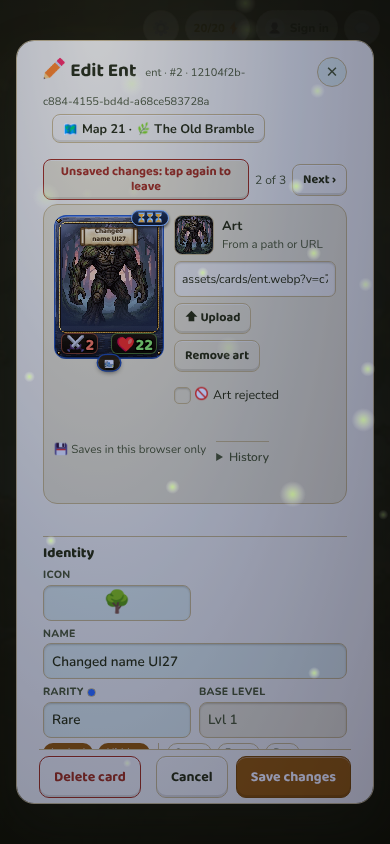 20/20
Sign in
Edit Ent ent · #2 · 12104f2b-
c884-4155-bd4d-a68ce583728a
Map 21 · The Old Bramble
Unsaved changes: tap again to
leave
2 of 3
Next ›
Changed
name UI27
2
22
Art
From a path or URL
assets/cards/ent.webp?v=c7
Upload
Remove art
Art rejected
Saves in this browser only
History
Identity
ICON
NAME
Changed name UI27
RARITY
BASE LEVEL
Rare
Lvl 1
Delete card
Cancel
Save changes